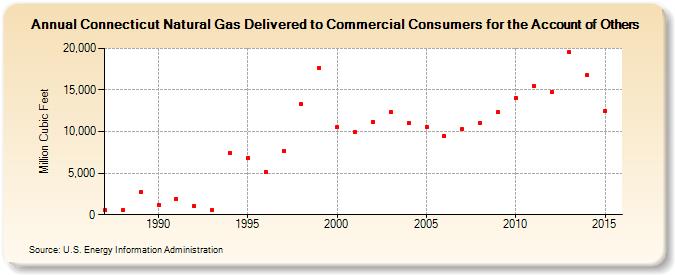 Annual Connecticut Natural Gas Delivered to Commercial Consumers for the Account of Others
Million Cubic Feet
20,000
15,000
10,000
5,000
0
1990 1995 2000 2005 2010 2015
Source: U.S. Energy Information Administration